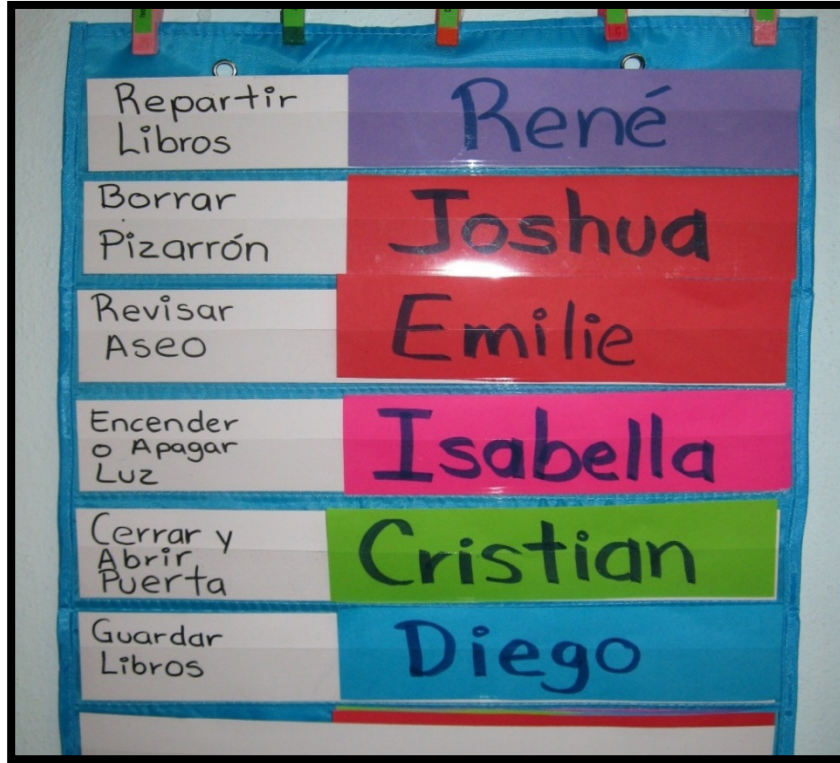 Repartir
Libros
René
Borrar
Pizarrón
Joshua
Revisar
Aseo
Emilie
Encender
o Apagar
Luz
Isabella
Cerrar y
Abrir
Puerta
Cristian
Guardar
Libros
Diego